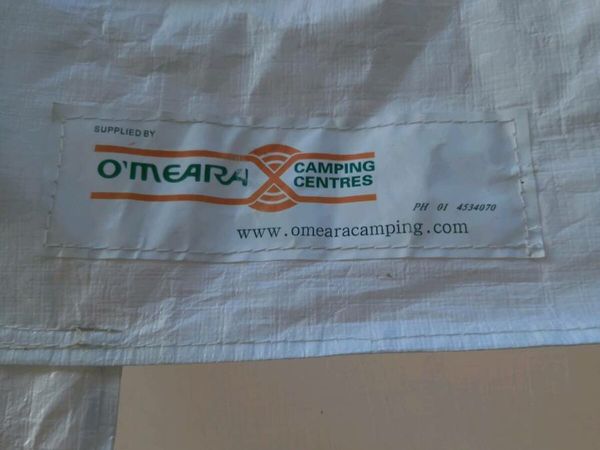 SUPPLIED BY
O'MEARA CAMPING CENTRES
PH 01 4534070
www.omearacamping.com